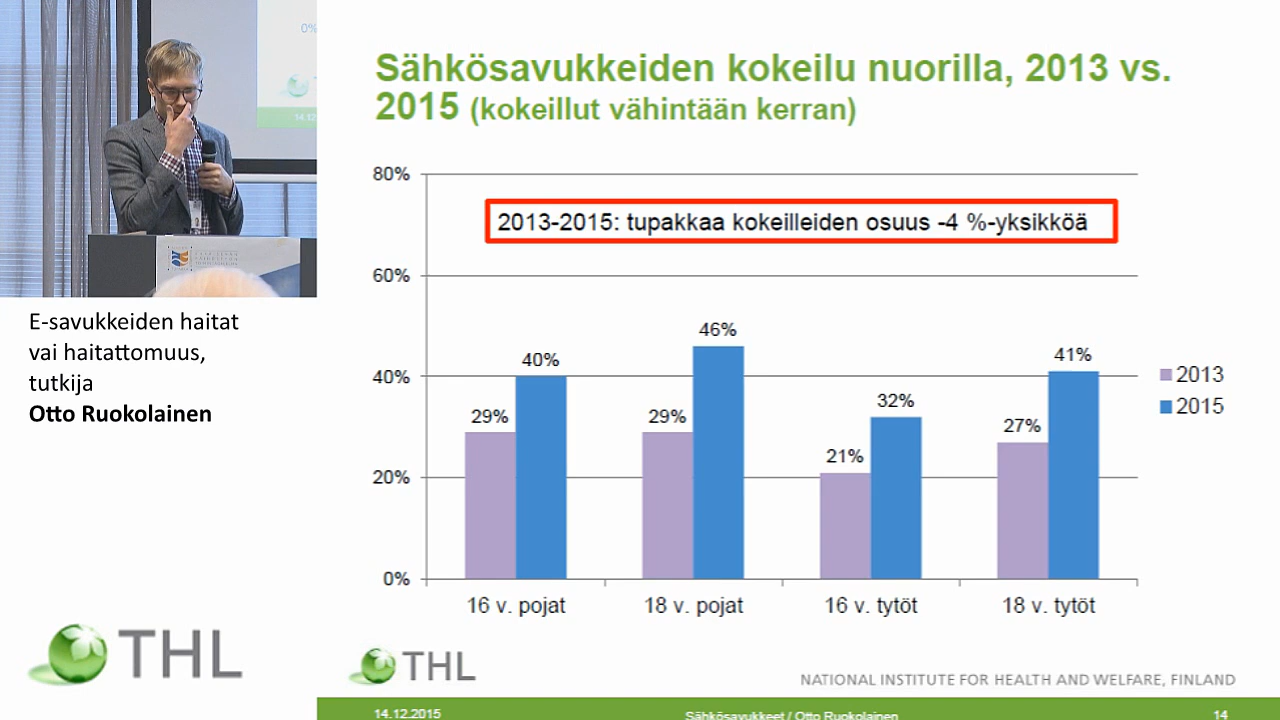 Sähkösavukkeiden kokeilu nuorilla, 2013 vs.
2015 (kokeillut vähintään kerran)
80%
2013-2015: tupakkaa kokeilleiden osuus -4 %-yksikköä
60%
40%
20%
0%
29%
40%
29%
46%
21%
32%
27%
41%
2013
2015
16 v. pojat
18 v. pojat
16 v. tytöt
18 v. tytöt
E-savukkeiden haitat
vai haitattomuus,
tutkija
Otto Ruokolainen
THL
THL
NATIONAL INSTITUTE FOR HEALTH AND WELFARE, FINLAND
14.12.2015
Sähkösavukkeet / Otto Ruokolainen
14
0%
14.12